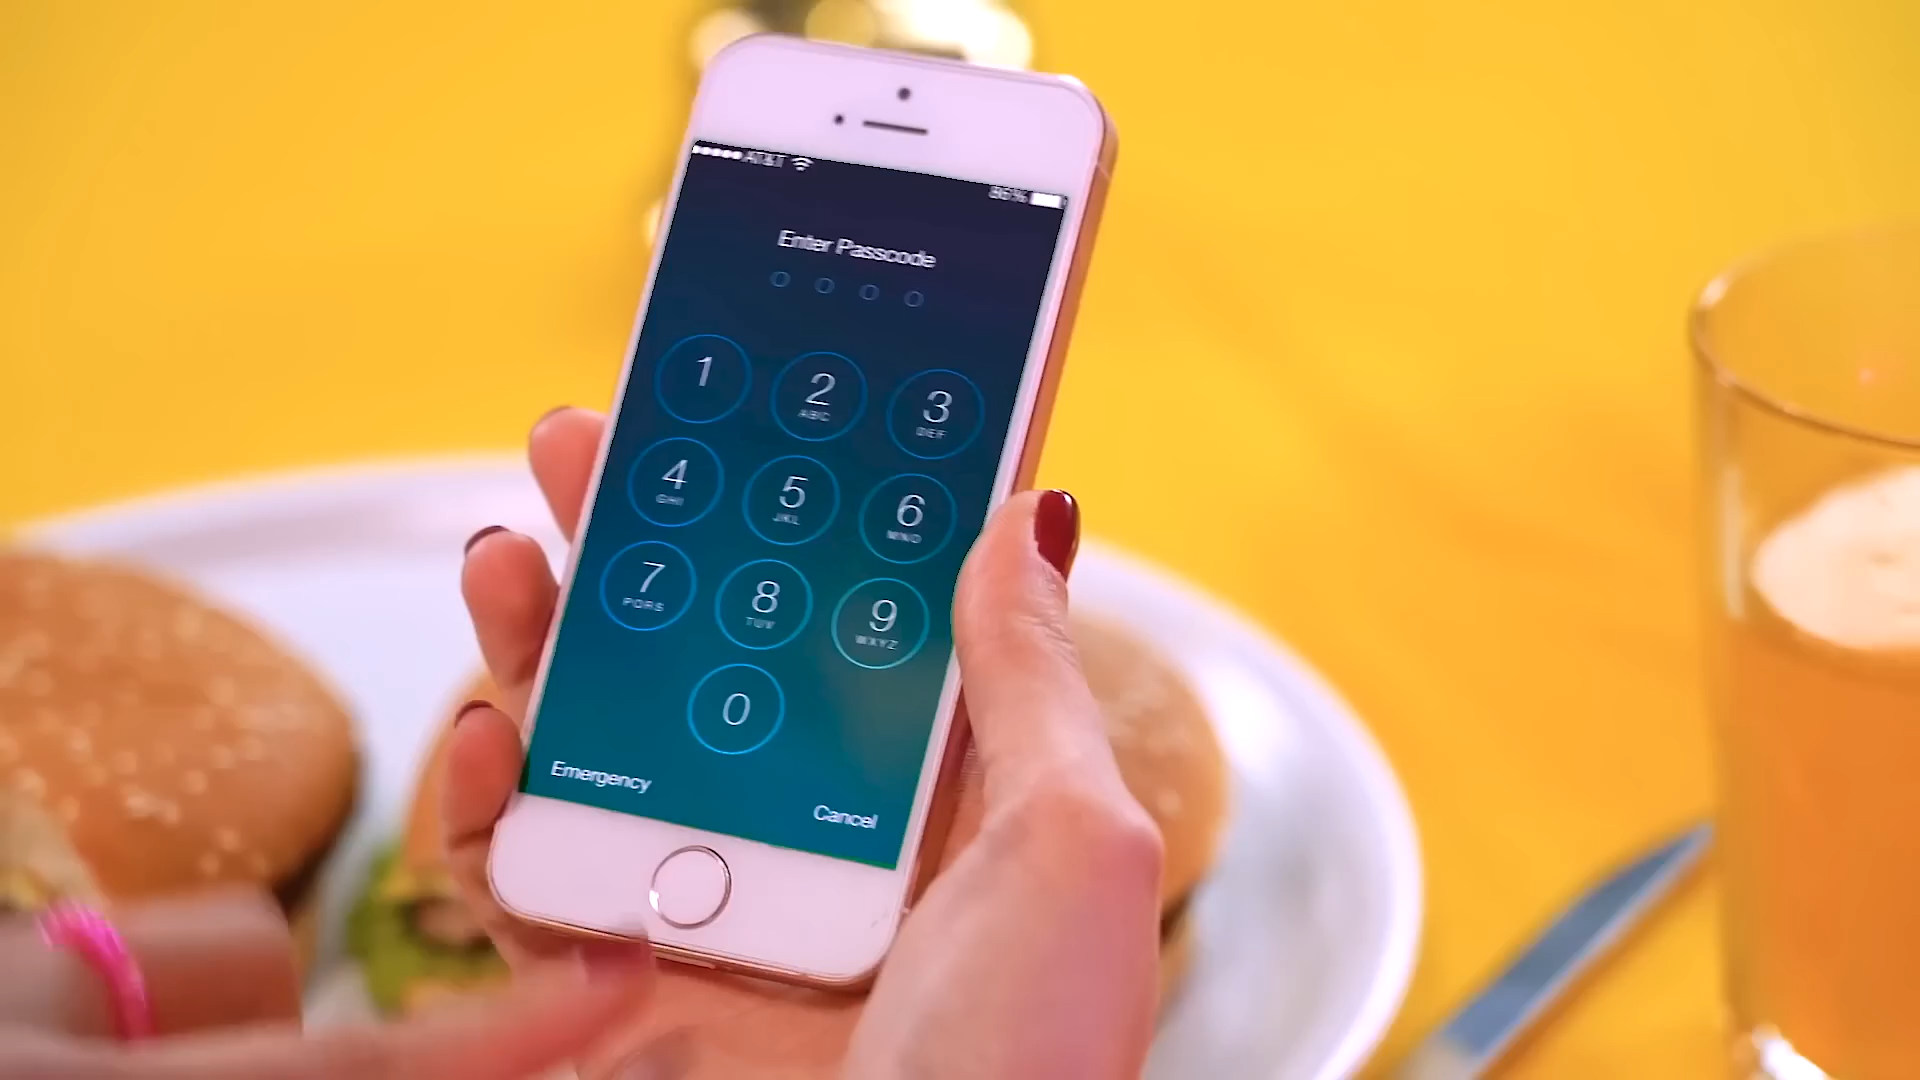 AT&T
86%
Enter Passcode
1
2
ABC
3
DEF
4
GHI
5
JKL
6
MNO
7
PQRS
8
TUV
9
WXYZ
0
Emergency
Cancel